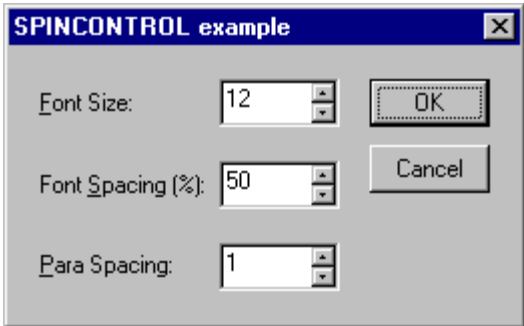 SPINCONTROL example
Font Size: 12 OK
Font Spacing (%): 50 Cancel
Para Spacing: 1